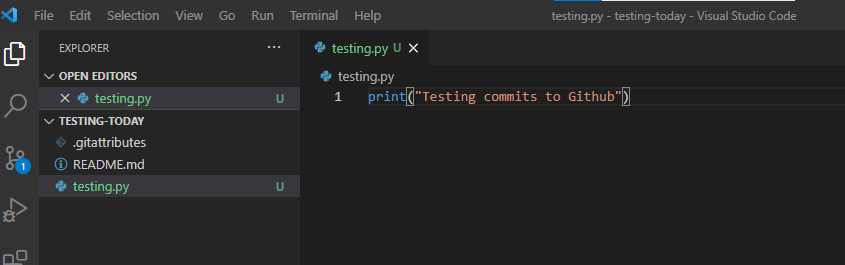 File Edit Selection View Go Run Terminal Help testing.py - testing-today - Visual Studio Code
EXPLORER ...
OPEN EDITORS
testing.py U
TESTING-TODAY
.gitattributes
README.md
testing.py U
1
testing.py U
testing.py
1 print("Testing commits to Github")